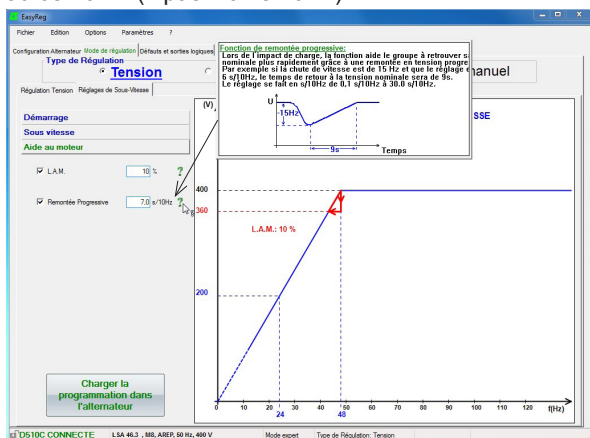 EasyReg
Fichier Edition Options Paramètres ?
Configuration Alternateur Mode de régulation Défauts et sorties logiques
Type de Régulation
Tension
anuel
Régulation Tension Réglages de Sous-Vitesse
Fonction de remontée progressive:
Lors de l'impact de charge, la fonction aide le groupe à retrouver s
nominale plus rapidement grâce à une remontée en tension progre
Par exemple si la chute de vitesse est de 15 Hz et que le réglage
6 s/10Hz, le temps de retour à la tension nominale sera de 9s.
Le réglage se fait en s/10Hz de 0,1 s/10Hz à 30.0 s/10Hz.
U
-15Hz
9s
Temps
Démarrage
Sous vitesse
Aide au moteur
L.A.M. 10 % ?
Remontée Progressive 7,0 s/10Hz ?
(V)
SSE
400
360
L.A.M.: 10 %
200
0 10 20 30 40 50 60 70 80 90 100 110 120 f(Hz)
24 48
Charger la
programmation dans
l'alternateur
D510C CONNECTE LSA 46.3 , M8, AREP, 50 Hz, 400 V Mode expert Type de Régulation: Tension